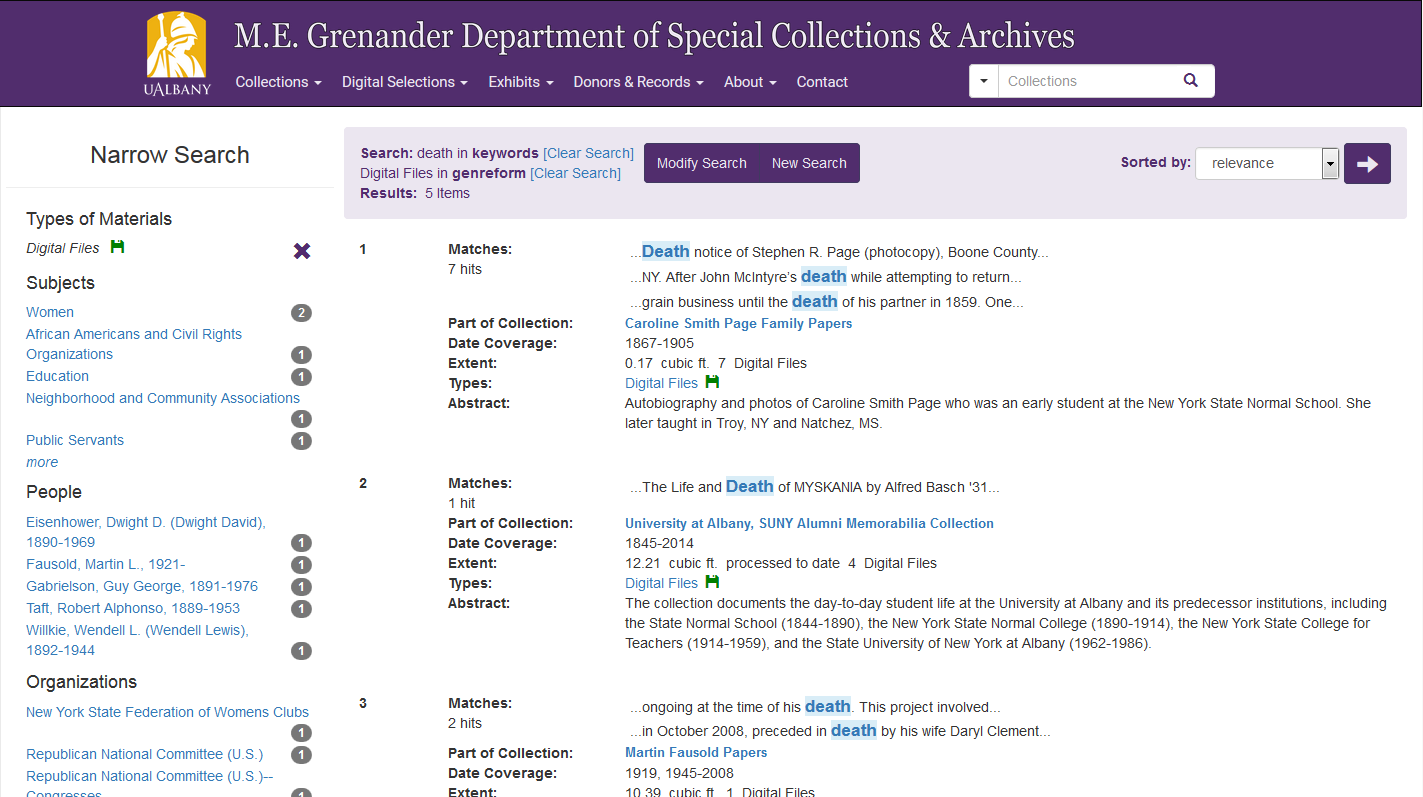 M.E. Grenander Department of Special Collections & Archives
UALBANY
Collections
Digital Selections
Exhibits
Donors & Records
About
Contact
Collections
Narrow Search
Types of Materials
Digital Files
Subjects
Women 2
African Americans and Civil Rights
Organizations 1
Education 1
Neighborhood and Community Associations
1
Public Servants 1
more
People
Eisenhower, Dwight D. (Dwight David),
1890-1969 1
Fausold, Martin L., 1921- 1
Gabrielson, Guy George, 1891-1976 1
Taft, Robert Alphonso, 1889-1953 1
Willkie, Wendell L. (Wendell Lewis),
1892-1944 1
Organizations
New York State Federation of Womens Clubs
1
Republican National Committee (U.S.) 1
Republican National Committee (U.S.)--
Congresses 1
Search: death in keywords [Clear Search]
Digital Files in genreform [Clear Search]
Results: 5 Items
Modify Search
New Search
Sorted by: relevance
1
Matches:
7 hits
...Death notice of Stephen R. Page (photocopy), Boone County...
...NY. After John McIntyre's death while attempting to return...
...grain business until the death of his partner in 1859. One...
Part of Collection: Caroline Smith Page Family Papers
Date Coverage: 1867-1905
Extent: 0.17 cubic ft. 7 Digital Files
Types: Digital Files
Abstract: Autobiography and photos of Caroline Smith Page who was an early student at the New York State Normal School. She
later taught in Troy, NY and Natchez, MS.
2
Matches:
1 hit
...The Life and Death of MYSKANIA by Alfred Basch '31...
Part of Collection: University at Albany, SUNY Alumni Memorabilia Collection
Date Coverage: 1845-2014
Extent: 12.21 cubic ft. processed to date 4 Digital Files
Types: Digital Files
Abstract: The collection documents the day-to-day student life at the University at Albany and its predecessor institutions, including
the State Normal School (1844-1890), the New York State Normal College (1890-1914), the New York State College for
Teachers (1914-1959), and the State University of New York at Albany (1962-1986).
3
Matches:
2 hits
...ongoing at the time of his death. This project involved...
...in October 2008, preceded in death by his wife Daryl Clement...
Part of Collection: Martin Fausold Papers
Date Coverage: 1919, 1945-2008
Extent: 10.39 cubic ft. 1 Digital Files